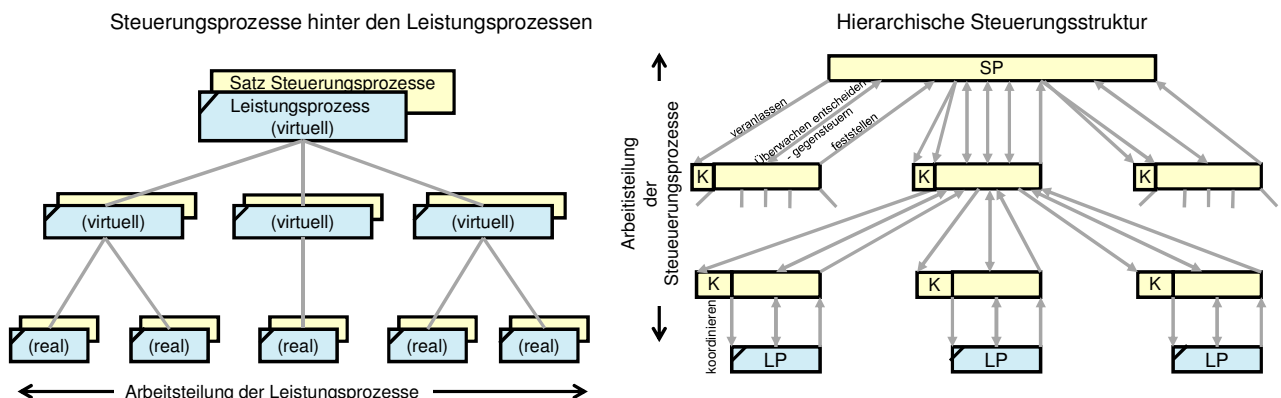 Steuerungsprozesse hinter den Leistungsprozessen
Satz Steuerungsprozesse
Leistungsprozess
(virtuell)
(virtuell)
(virtuell)
(virtuell)
(real)
(real)
(real)
(real)
(real)
Arbeitsteilung der Leistungsprozesse
Hierarchische Steuerungsstruktur
Arbeitsteilung
der
Steueuerungsprozesse
SP
veranlassen
Überwachen entscheiden
- gegensteuern
feststellen
K
K
K
K
K
K
koordinieren
LP
LP
LP